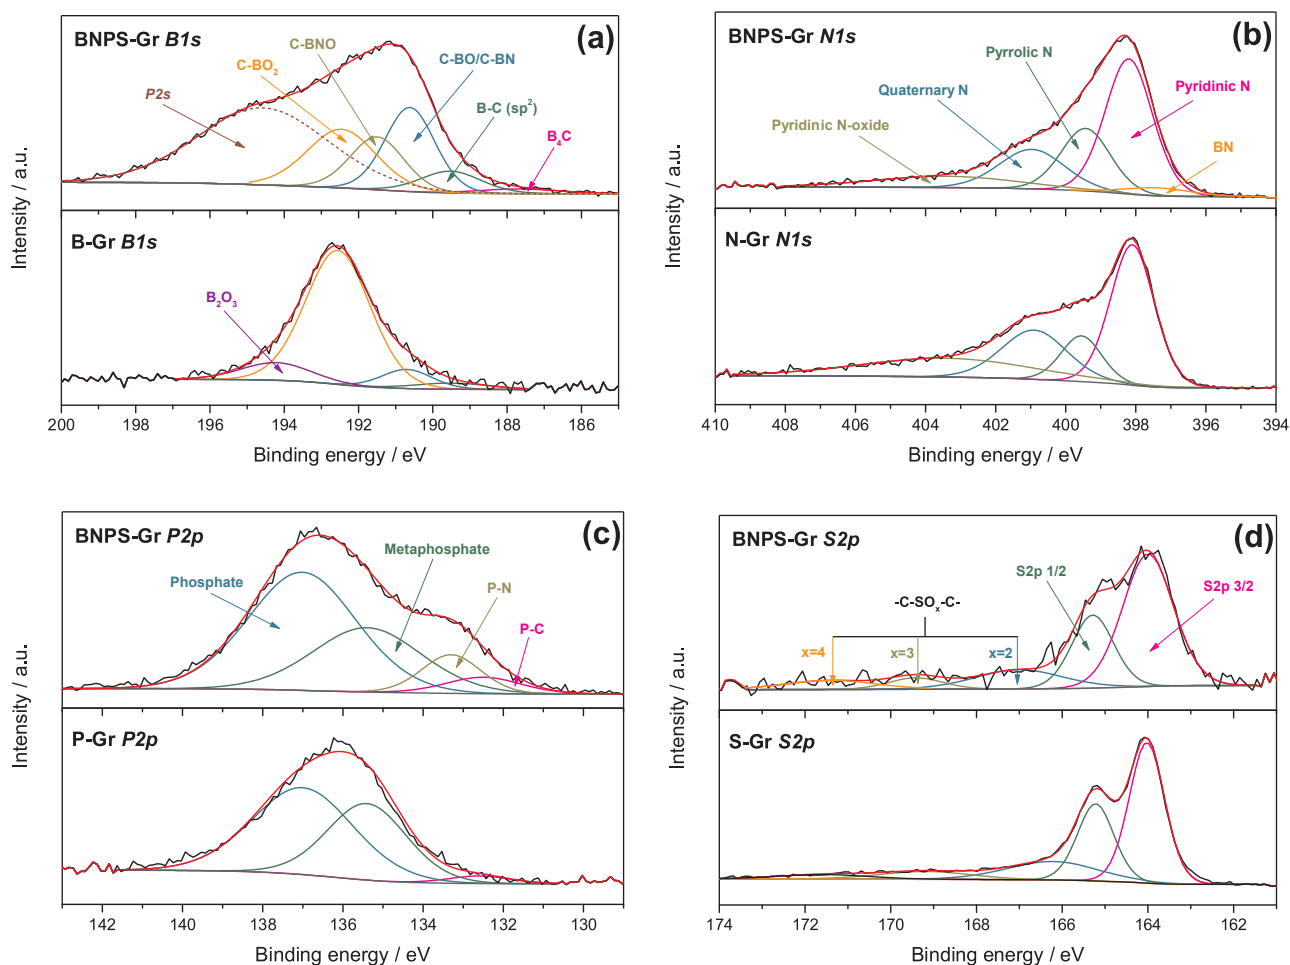 (a)
BNPS-Gr B1s
C-BNO
C-BO2
C-BO/C-BN
P2s
B-C (sp2)
B4C
B-Gr B1s
B2O3
Intensity / a.u.
200 196 194 192 190 188 186
Binding energy / eV
(b)
BNPS-Gr N1s
Pyrrolic N
Quaternary N
Pyridinic N
Pyridinic N-oxide
BN
N-Gr N1s
Intensity / a.u.
410 408 406 404 402 400 398 396 394
Binding energy / eV
(c)
BNPS-Gr P2p
Metaphosphate
Phosphate
P-N
P-C
P-Gr P2p
Intensity / a.u.
140 138 136 134 132 130
Binding energy / eV
(d)
BNPS-Gr S2p
S2p 1/2
-C-SOx-C-
S2p 3/2
x=4 x=3 x=2
S-Gr S2p
Intensity / a.u.
174 172 170 168 166 164 162
Binding energy / eV